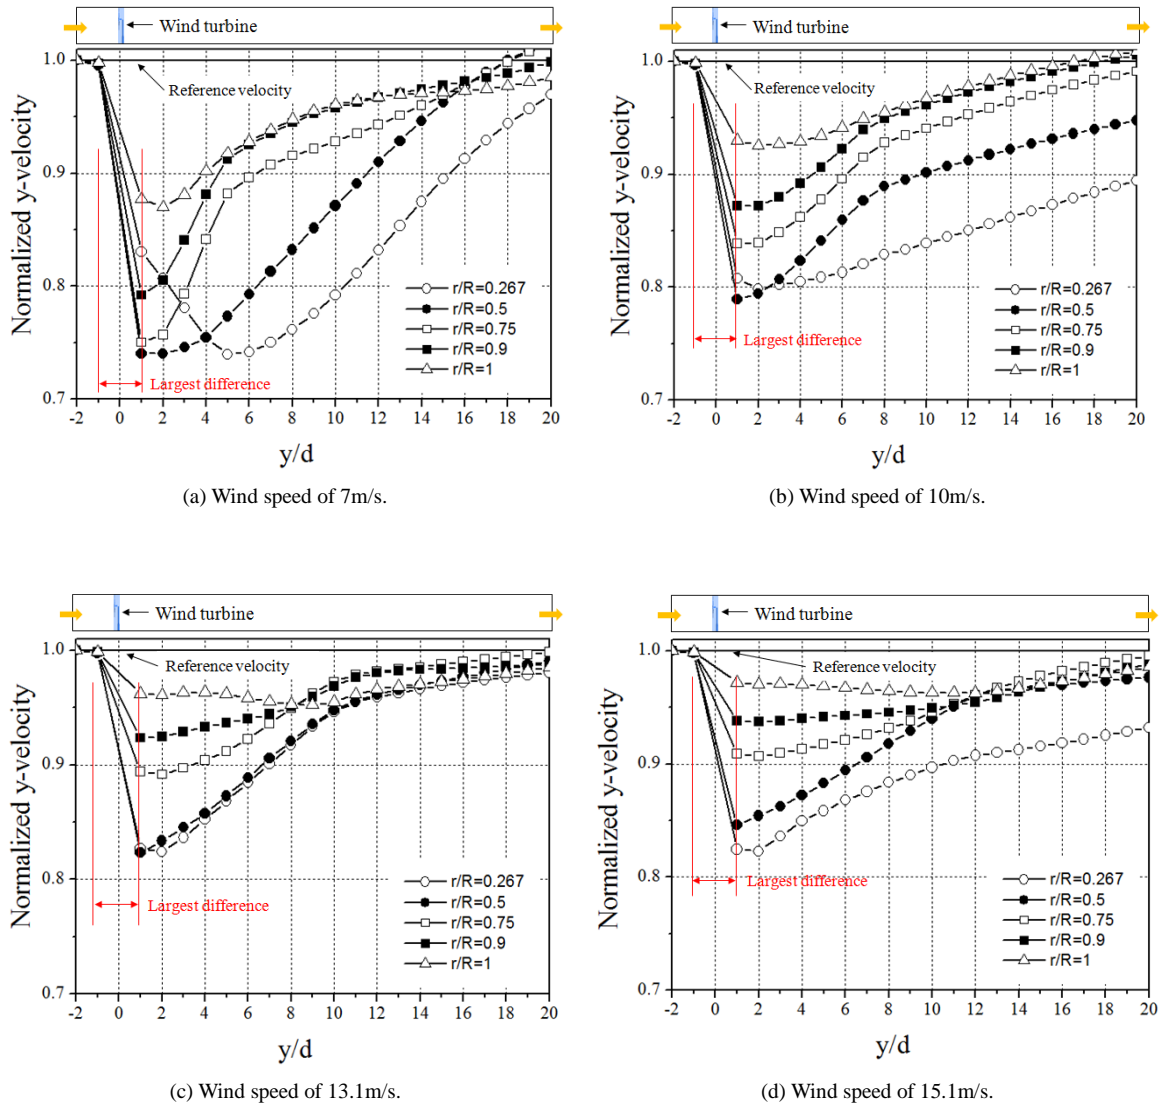 Wind turbine
1.0
0.9
0.8
0.7
Normalized y-velocity
Reference velocity
r/R=0.267
r/R=0.5
r/R=0.75
r/R=0.9
r/R=1
Largest difference
-2 0 2 4 6 8 10 12 14 16 18 20
y/d
(a) Wind speed of 7m/s.
Wind turbine
1.0
0.9
0.8
0.7
Normalized y-velocity
Reference velocity
r/R=0.267
r/R=0.5
r/R=0.75
r/R=0.9
r/R=1
Largest difference
-2 0 2 4 6 8 10 12 14 16 18 20
y/d
(b) Wind speed of 10m/s.
Wind turbine
1.0
0.9
0.8
0.7
Normalized y-velocity
Reference velocity
r/R=0.267
r/R=0.5
r/R=0.75
r/R=0.9
r/R=1
Largest difference
-2 0 2 4 6 8 10 12 14 16 18 20
y/d
(c) Wind speed of 13.1m/s.
Wind turbine
1.0
0.9
0.8
0.7
Normalized y-velocity
Reference velocity
r/R=0.267
r/R=0.5
r/R=0.75
r/R=0.9
r/R=1
Largest difference
-2 0 2 4 6 8 10 12 14 16 18 20
y/d
(d) Wind speed of 15.1m/s.